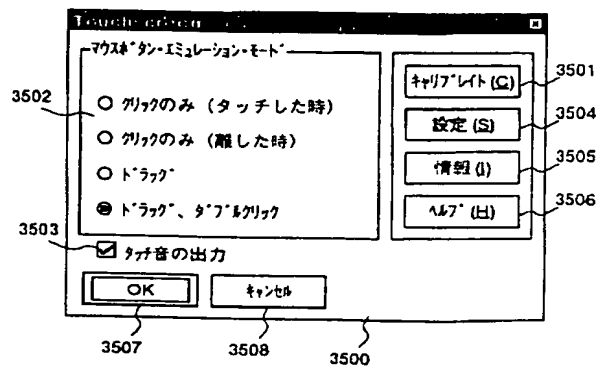 Touch screen
マウスボタン・エミュレーション・モード
クリックのみ (タッチした時)
クリックのみ (離した時)
ドラッグ
ドラッグ、ダブルクリック
タッチ音の出力
OK
キャンセル
キャリブレイト (C)
設定 (S)
情報 (I)
ヘルプ (H)
3501
3502
3504
3505
3506
3503
3507
3508
3500